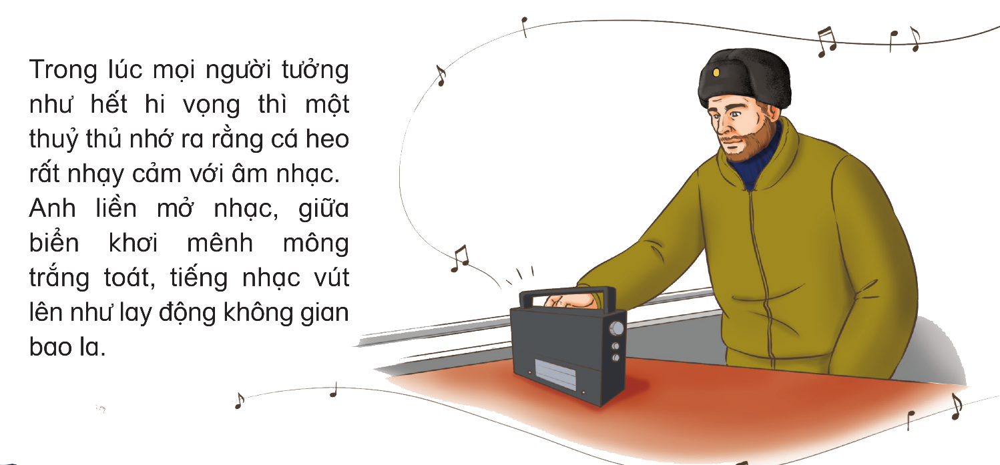 Trong lúc mọi người tưởng
như hết hi vọng thì một
thuỷ thủ nhớ ra rằng cá heo
rất nhạy cảm với âm nhạc.
Anh liền mở nhạc, giữa
biển khơi mênh mông
trắng toát, tiếng nhạc vút
lên như lay động không gian
bao la.